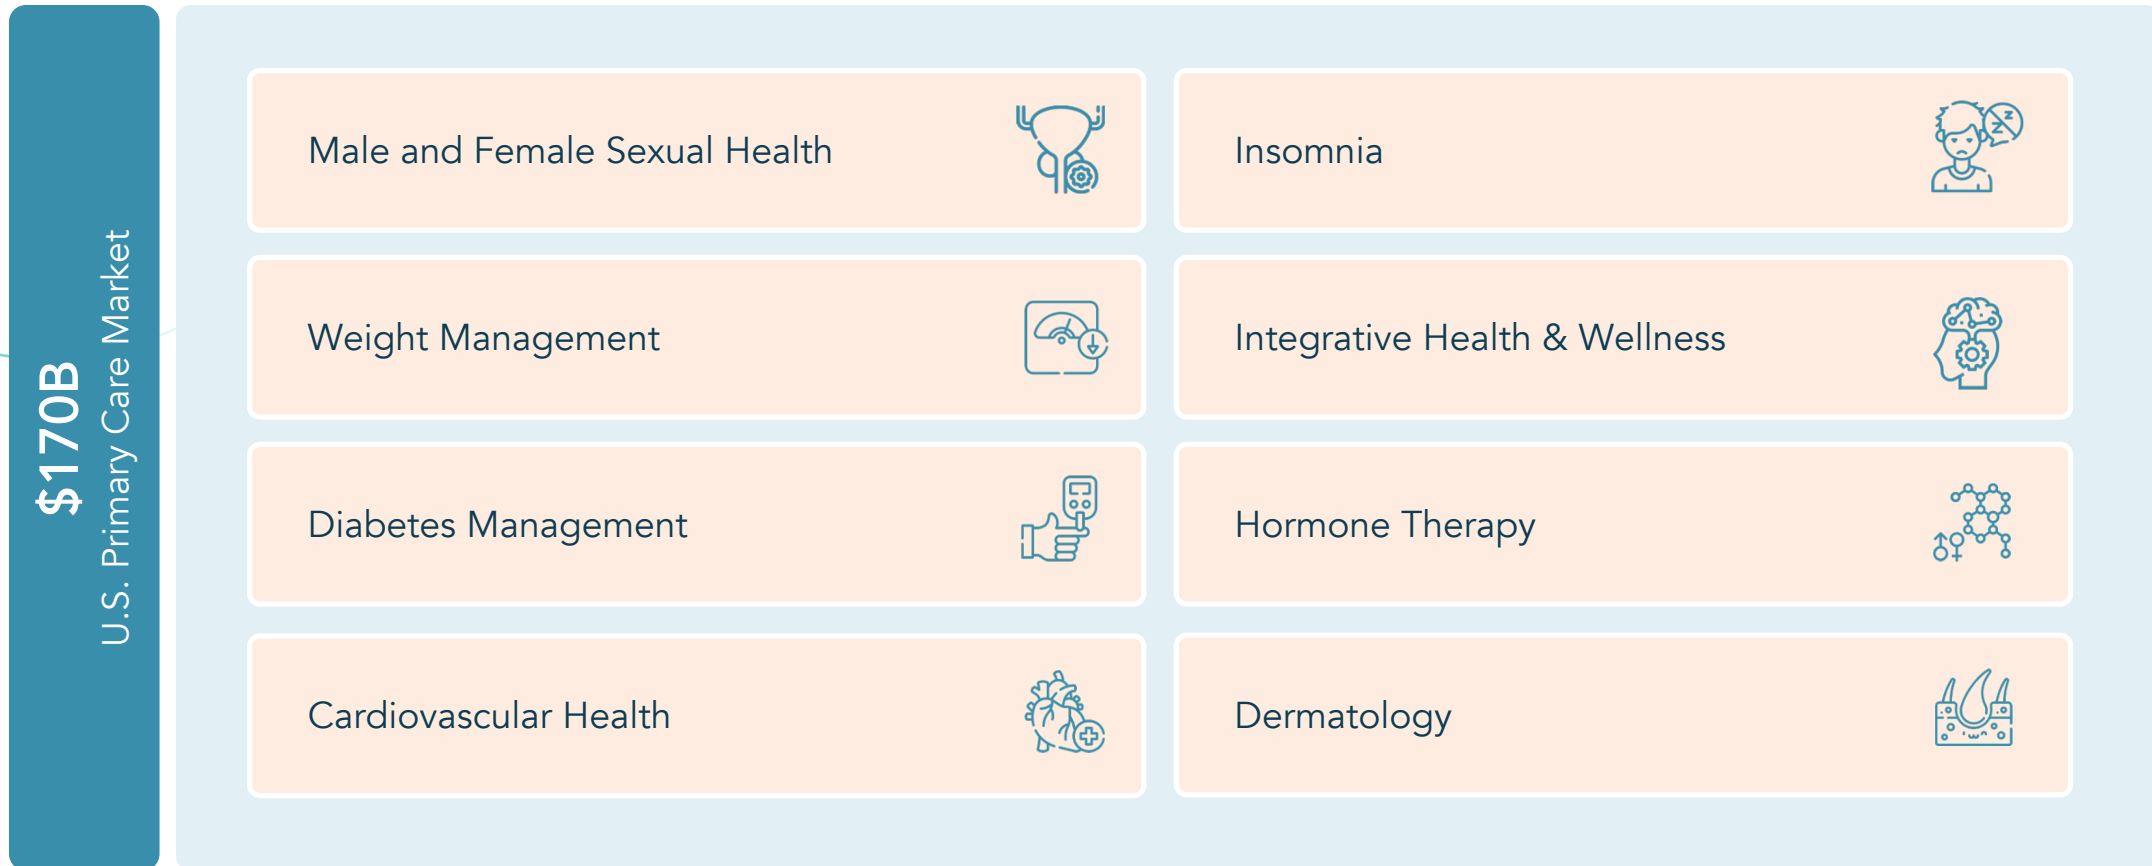 $170B
U.S. Primary Care Market
Male and Female Sexual Health
Insomnia
Weight Management
Integrative Health & Wellness
Diabetes Management
Hormone Therapy
Cardiovascular Health
Dermatology